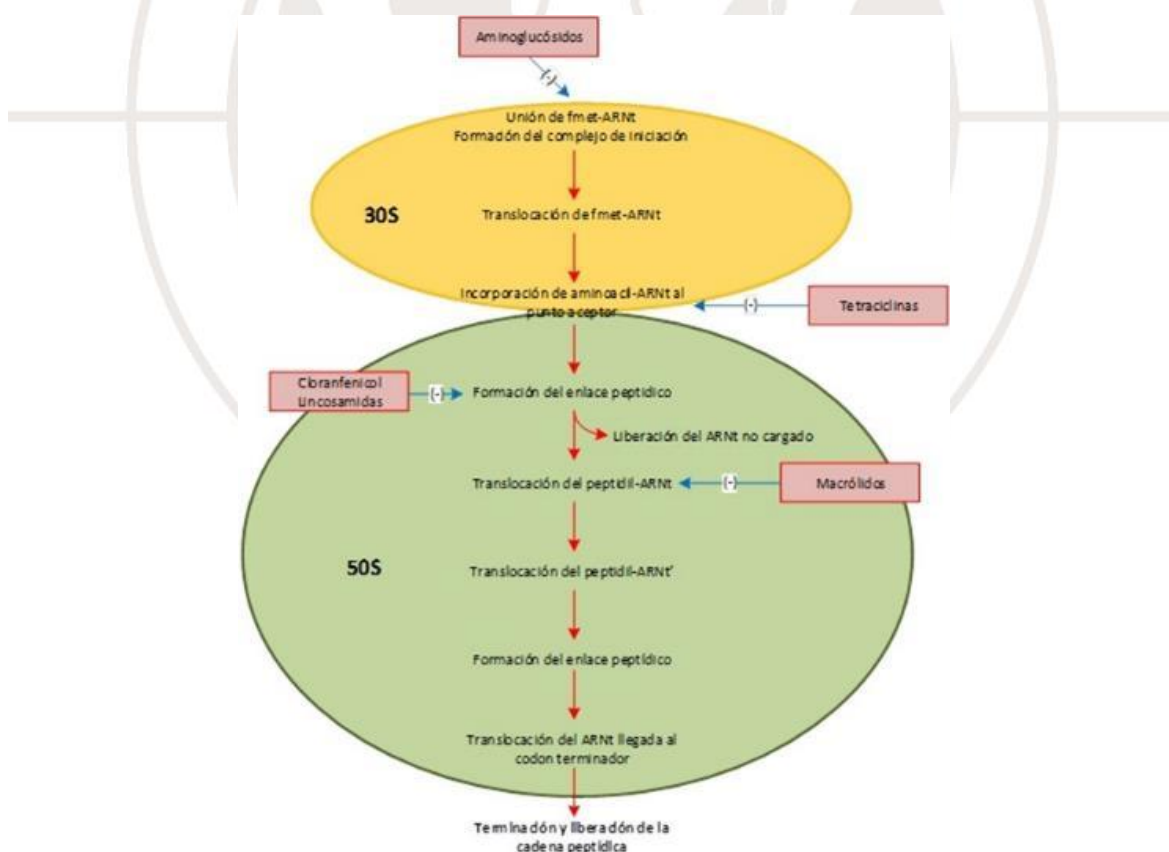 Aminoglucósidos
(-)
Unión de fmet-ARNt
Formación del complejo de iniciación
30S
Translocación de fmet-ARNt
Incorporación de aminoacil-ARNt al
punto aceptor
(-)
Tetraciclinas
Cloranfenicol
Lincosamidas
(-)
Formación del enlace peptídico
Liberación del ARNt no cargado
Translocación del peptidil-ARNt
(-)
Macrólidos
50S
Translocación del peptidil-ARNt'
Formación del enlace peptídico
Translocación del ARNt llegada al
codon terminador
Terminación y liberación de la
cadena peptídica